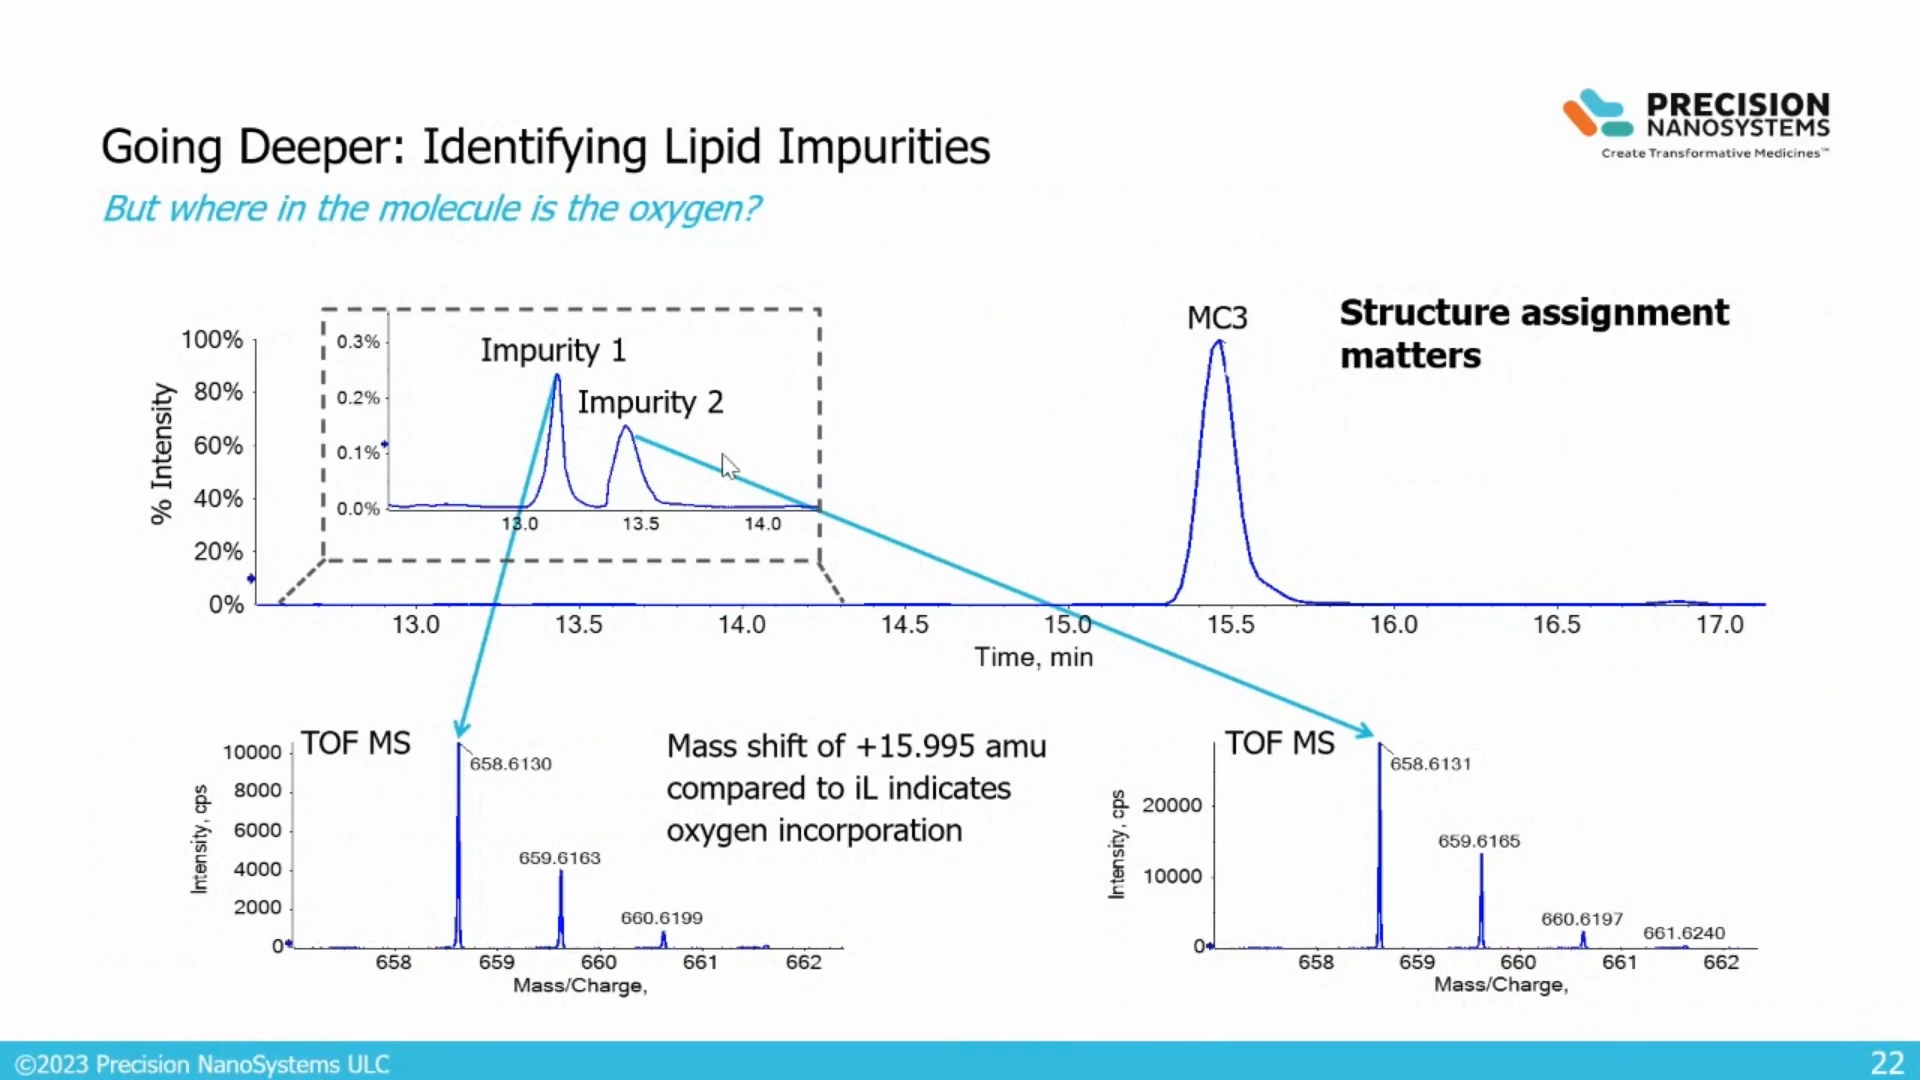 PRECISION
NANOSYSTEMS
Create Transformative Medicines™
Going Deeper: Identifying Lipid Impurities
But where in the molecule is the oxygen?
Structure assignment
matters
MC3
% Intensity
100%
80%
60%
40%
20%
0%
0.3%
0.2%
0.1%
0.0%
Impurity 1
Impurity 2
13.0 13.5 14.0
13.0 13.5 14.0 14.5 15.0 15.5 16.0 16.5 17.0
Time, min
TOF MS
Intensity, cps
10000
8000
6000
4000
2000
0
658.6130
659.6163
660.6199
658 659 660 661 662
Mass/Charge,
Mass shift of +15.995 amu
compared to iL indicates
oxygen incorporation
TOF MS
Intensity, cps
20000
10000
0
658.6131
659.6165
660.6197
661.6240
658 659 660 661 662
Mass/Charge,
©2023 Precision NanoSystems ULC
22